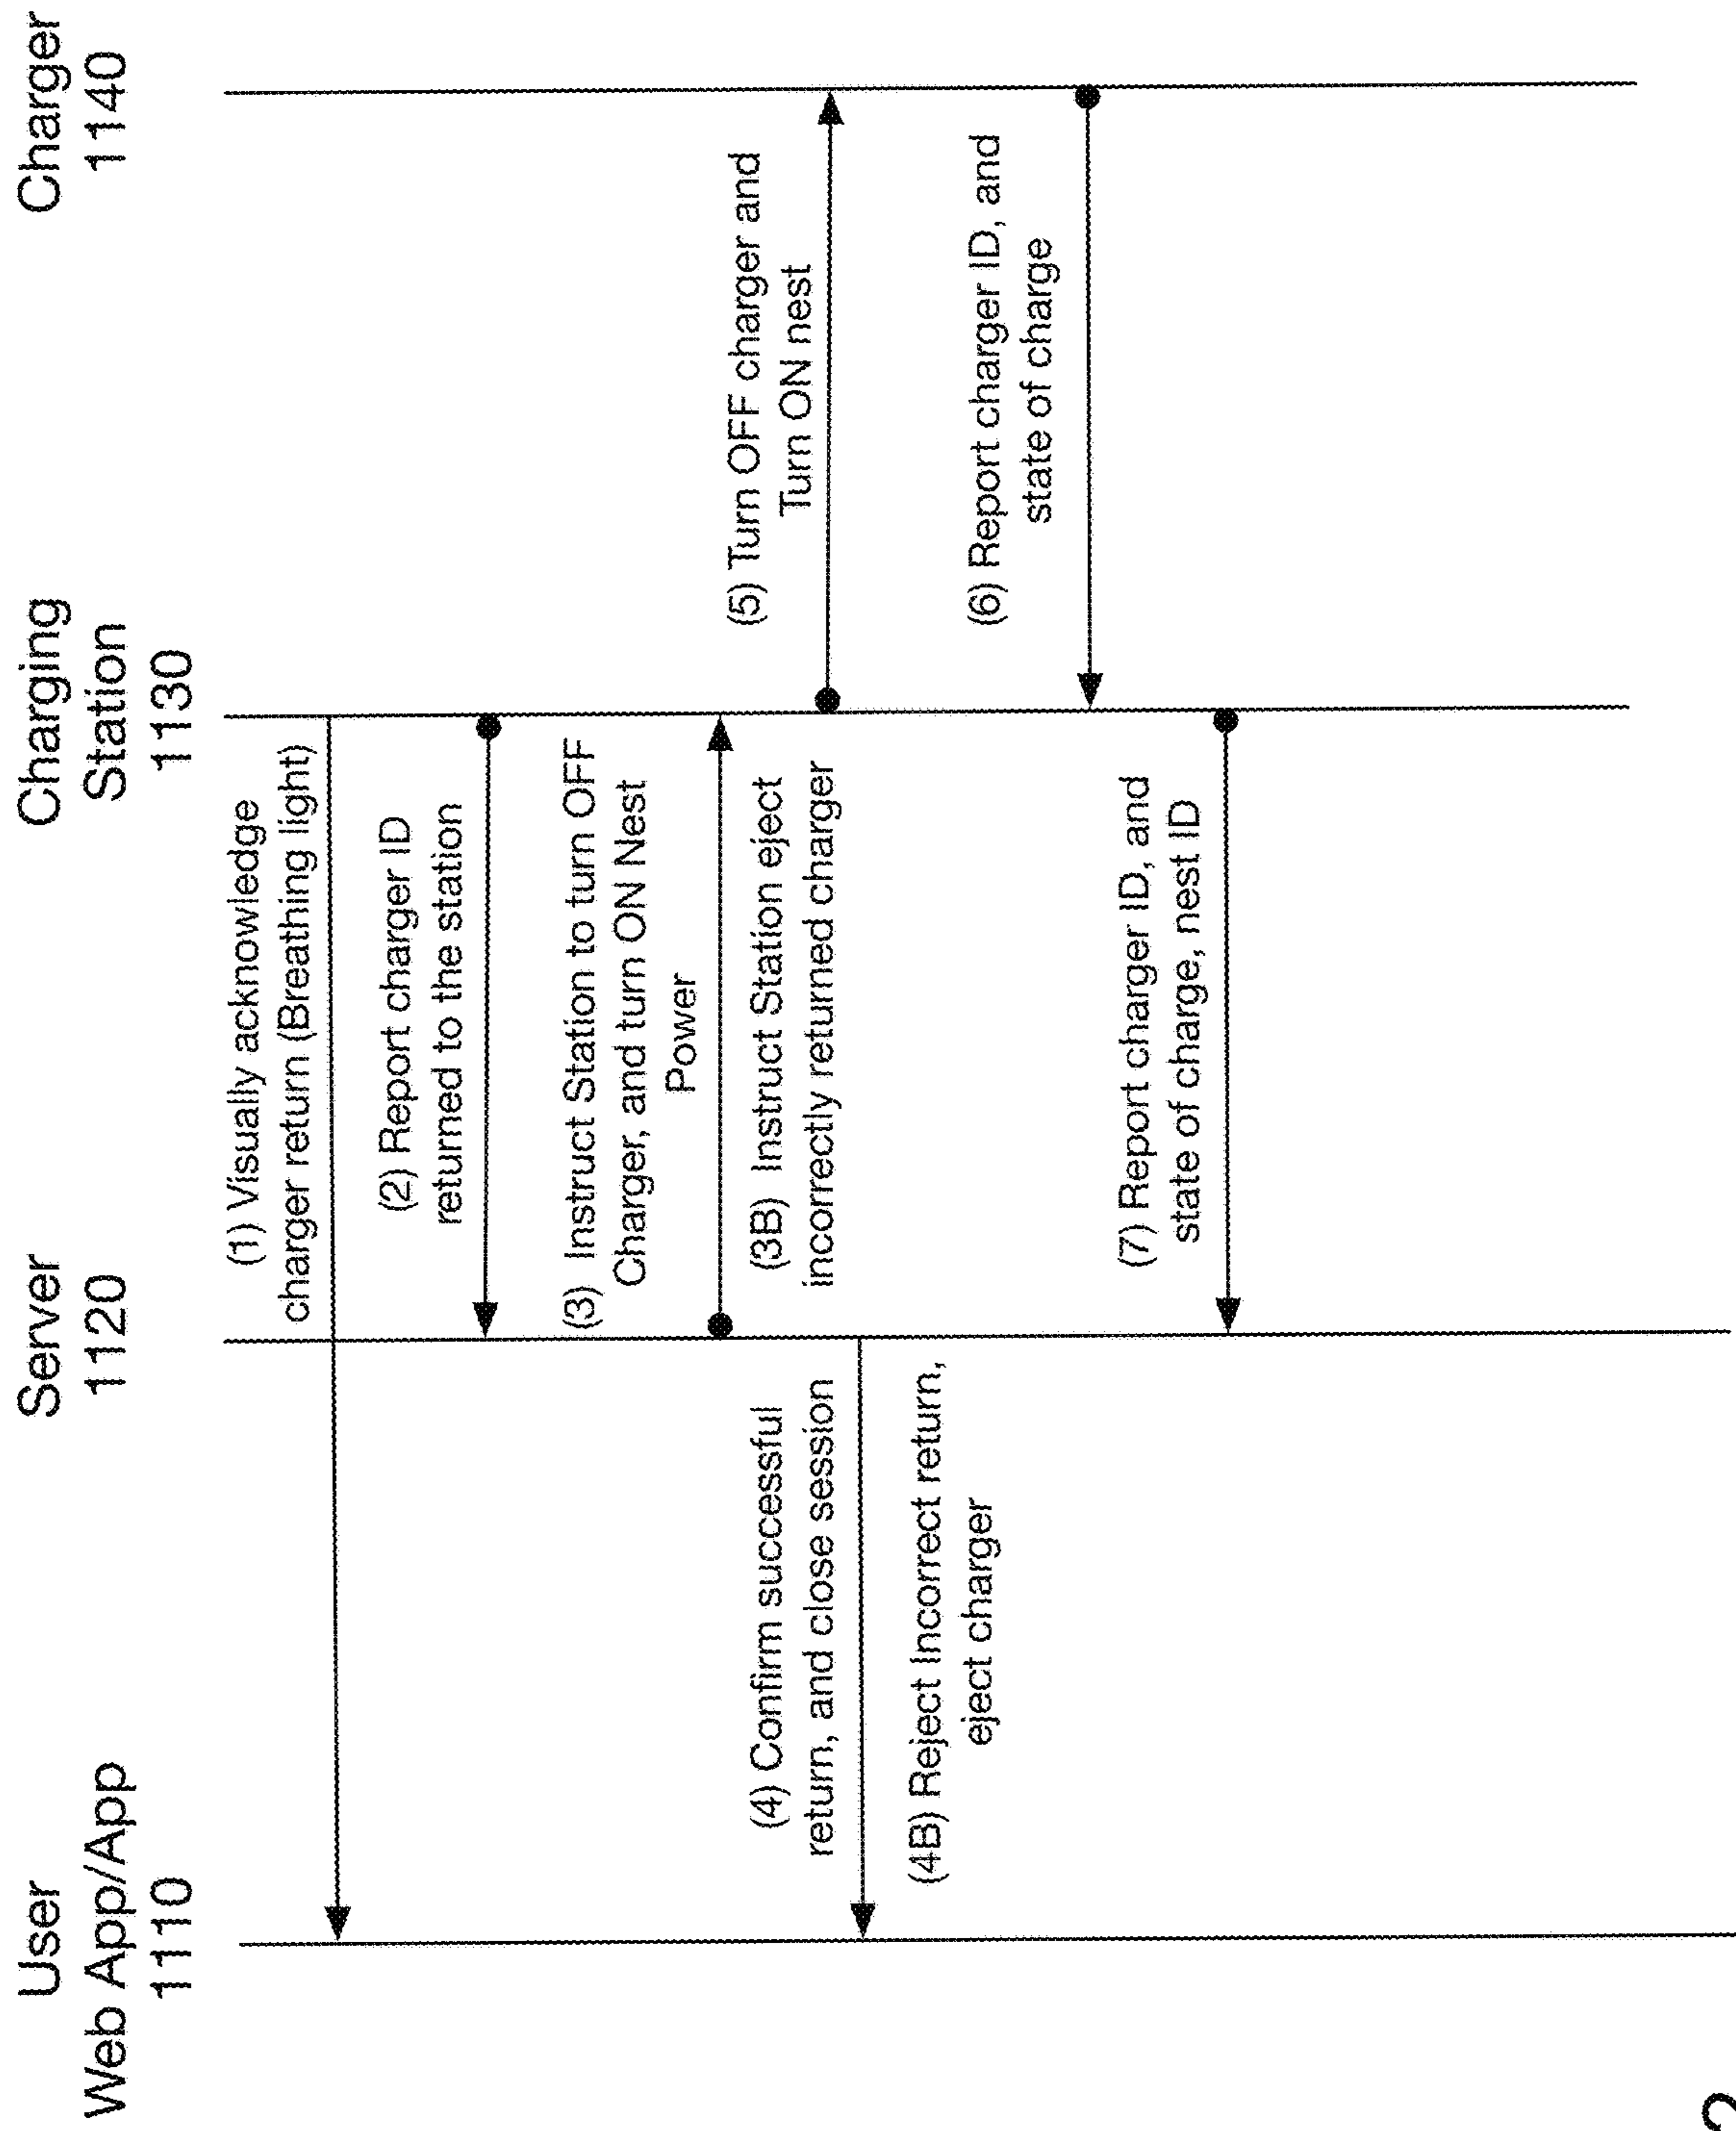 User
Web App/App
1110
Server
1120
Charging
Station
1130
Charger
1140
(1) Visually acknowledge
charger return (Breathing light)
(2) Report charger ID
returned to the station
(3) Instruct Station to turn OFF
Charger, and turn ON Nest
Power
(3B) Instruct Station eject
incorrectly returned charger
(4) Confirm successful
return, and close session
(4B) Reject Incorrect return,
eject charger
(5) Turn OFF charger and
Turn ON nest
(6) Report charger ID, and
state of charge
(7) Report charger ID, and
state of charge, nest ID